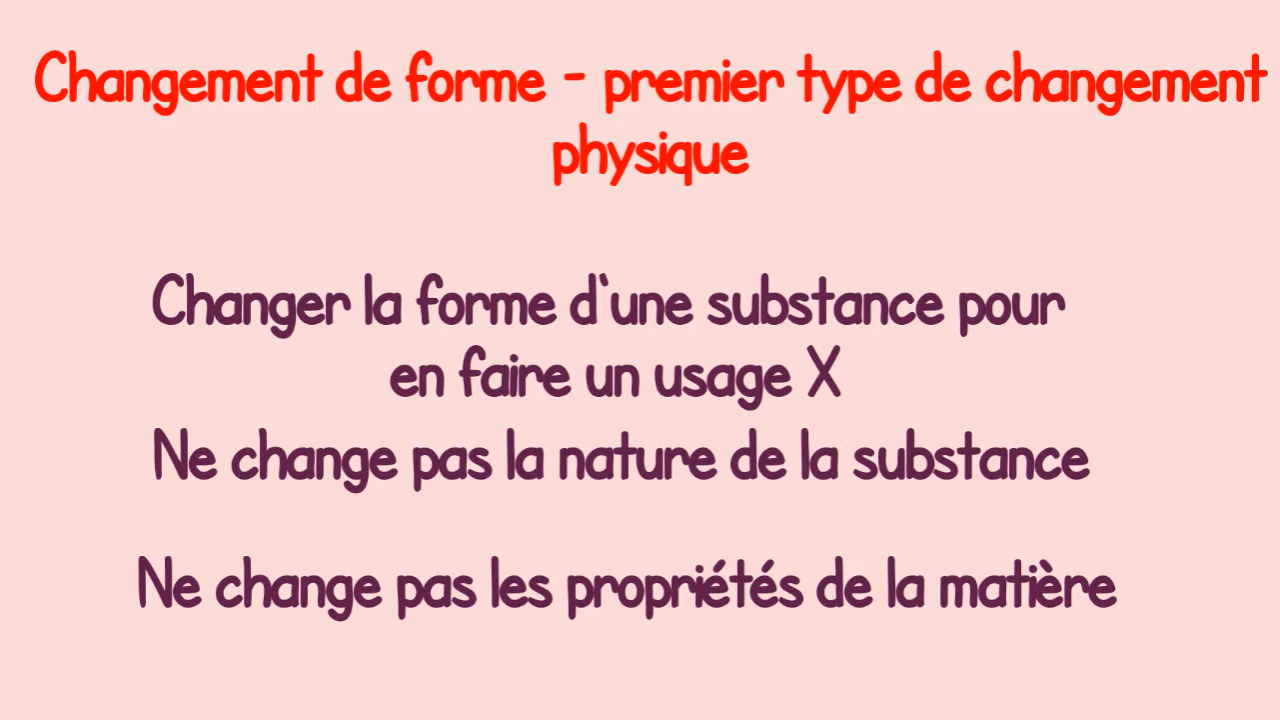 Changement de forme - premier type de changement
physique
Changer la forme d'une substance pour
en faire un usage X
Ne change pas la nature de la substance
Ne change pas les propriétés de la matière